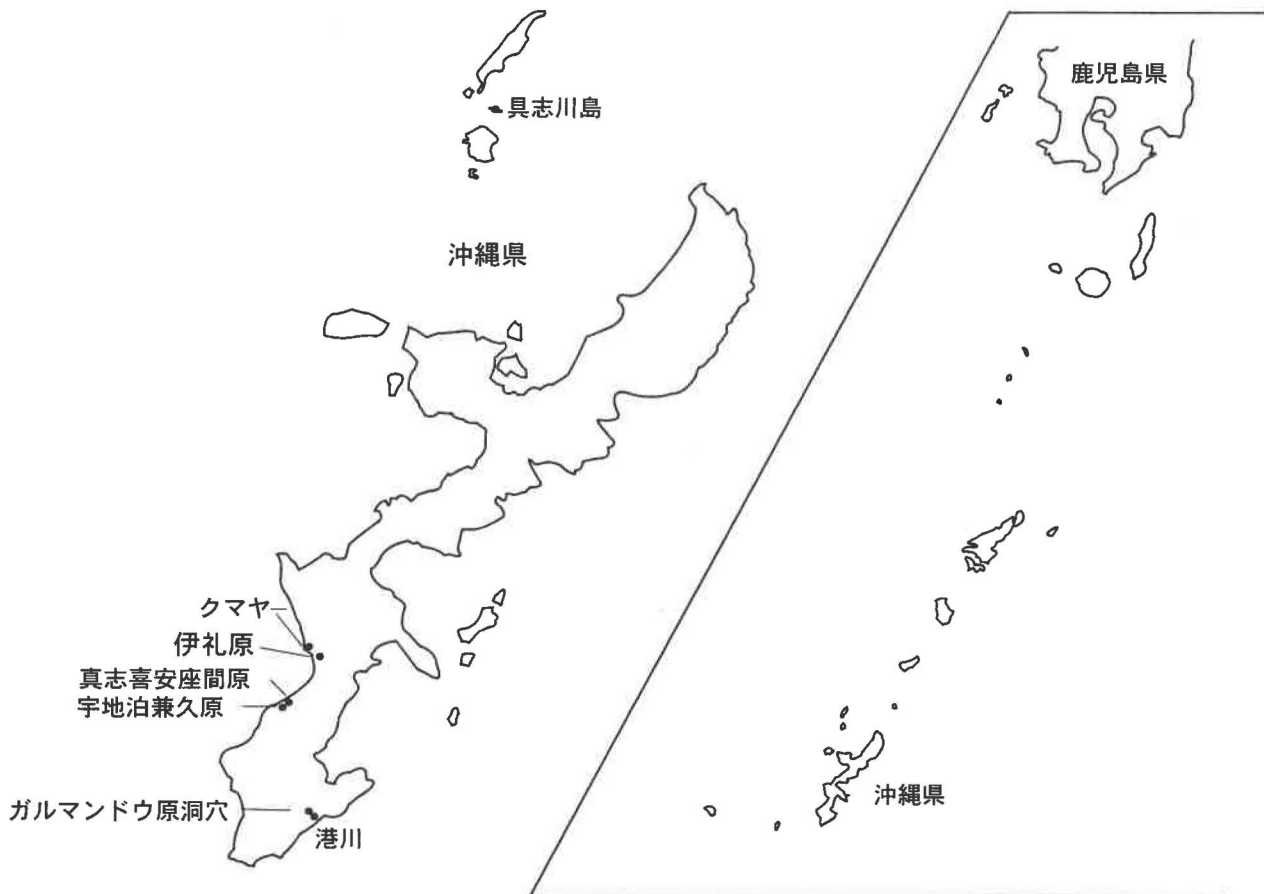 鹿児島県
具志川島
沖縄県
クマヤ
伊礼原
真志喜安座間原
宇地泊兼久原
ガルマンドウ原洞穴
港川
沖縄県